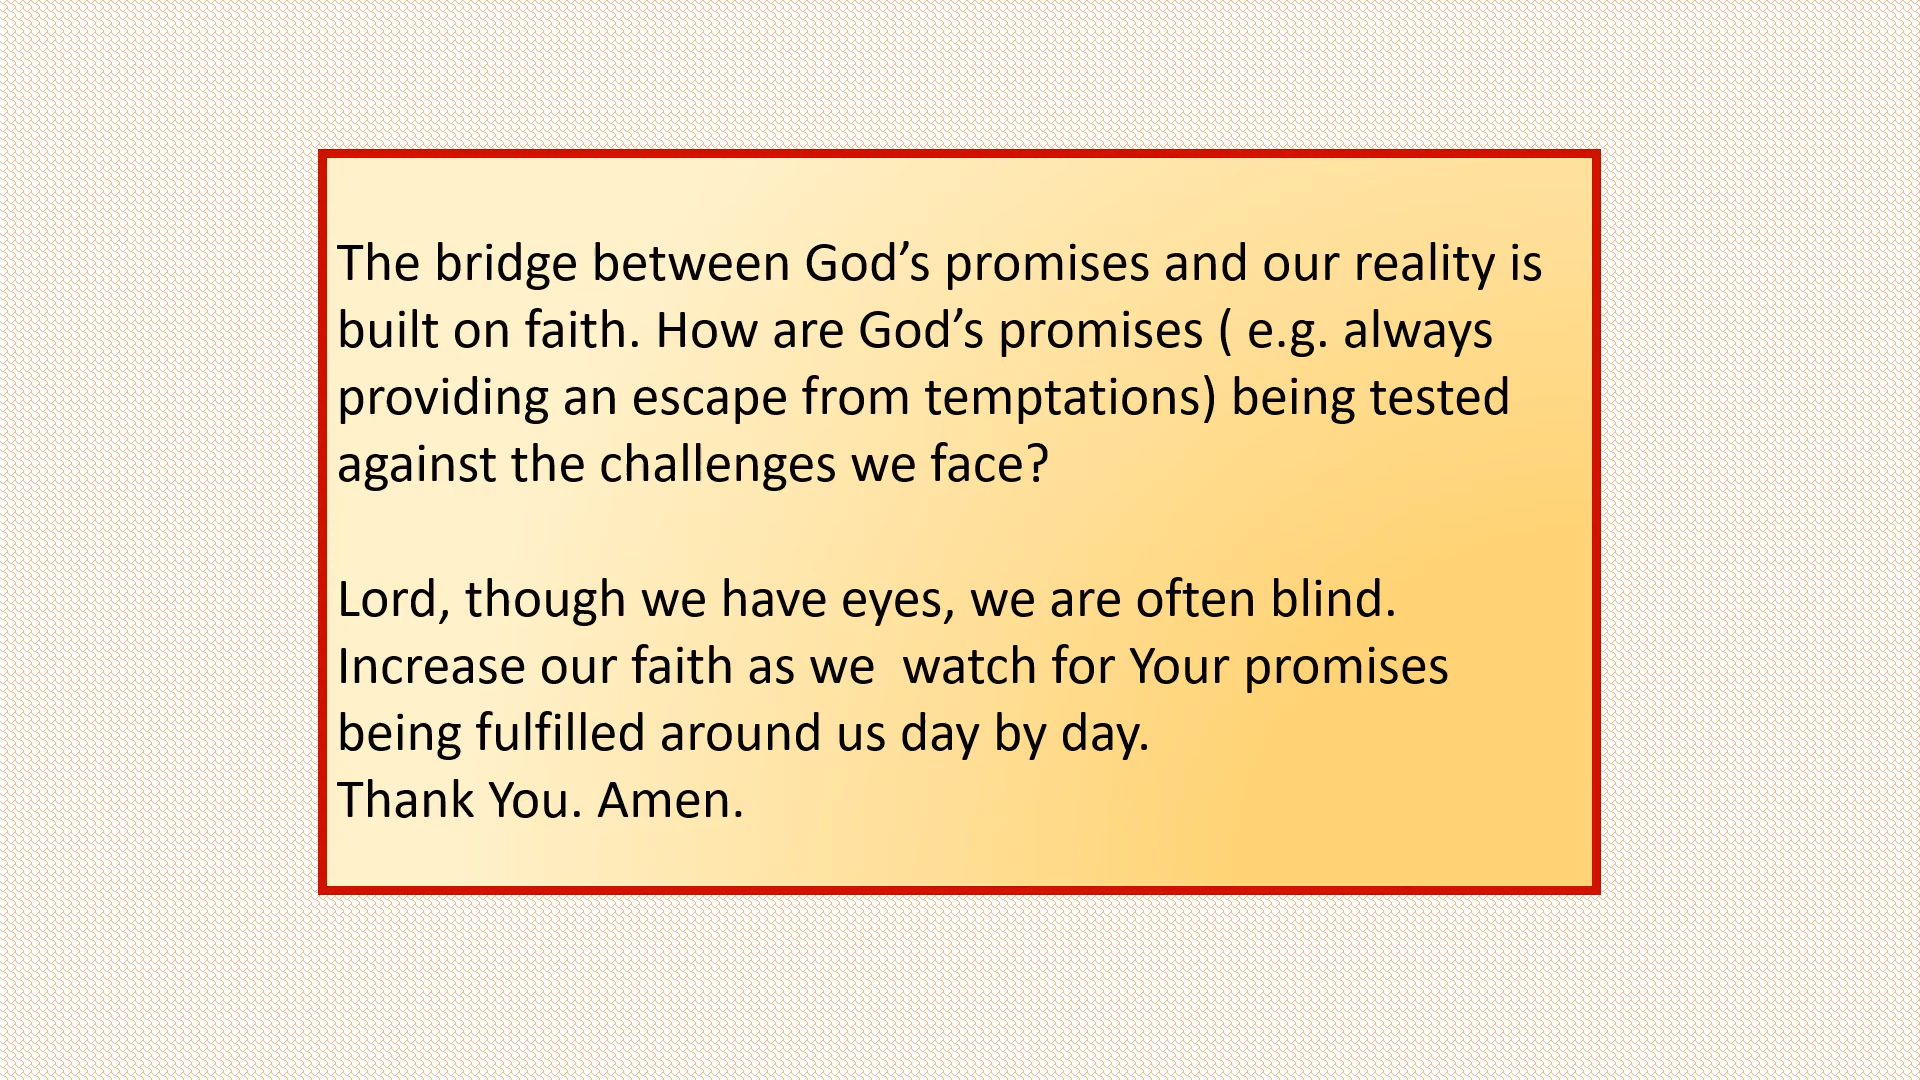 The bridge between God’s promises and our reality is
built on faith. How are God’s promises ( e.g. always
providing an escape from temptations) being tested
against the challenges we face?
Lord, though we have eyes, we are often blind.
Increase our faith as we  watch for Your promises
being fulfilled around us day by day.
Thank You. Amen.